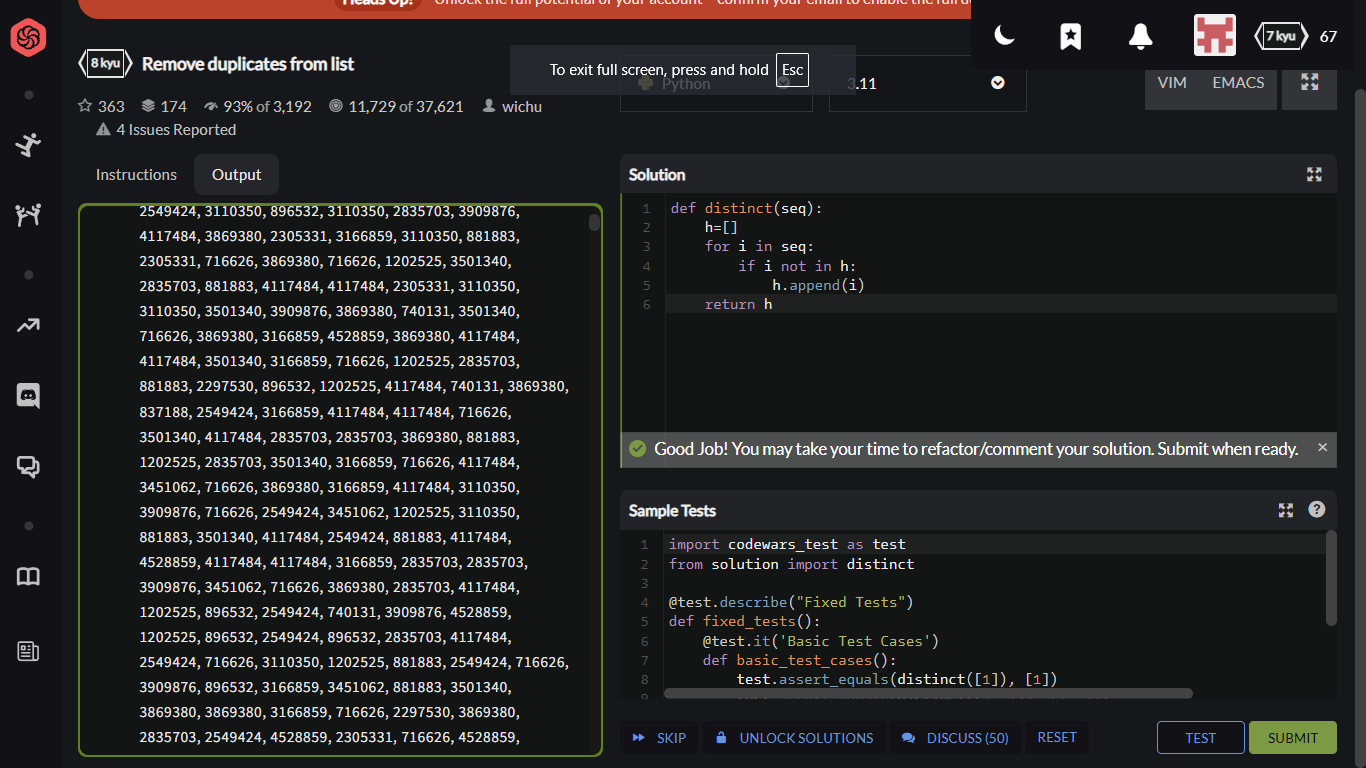 Heads Up! Unlock the full potential of your account - confirm your email to enable the full
8 kyu Remove duplicates from list
To exit full screen, press and hold Esc
7 kyu 67
363 174 93% of 3,192 11,729 of 37,621 wichu
4 Issues Reported
Python 3.11 VIM EMACS
Instructions Output
2549424, 3110350, 896532, 3110350, 2835703, 3909876,
4117484, 3869380, 2305331, 3166859, 3110350, 881883,
2305331, 716626, 3869380, 716626, 1202525, 3501340,
2835703, 881883, 4117484, 4117484, 2305331, 3110350,
3110350, 3501340, 3909876, 3869380, 740131, 3501340,
716626, 3869380, 3166859, 4528859, 3869380, 4117484,
4117484, 3501340, 3166859, 716626, 1202525, 2835703,
881883, 2297530, 896532, 1202525, 4117484, 740131, 3869380,
837188, 2549424, 3166859, 4117484, 4117484, 716626,
3501340, 4117484, 2835703, 2835703, 3869380, 881883,
1202525, 2835703, 3501340, 3166859, 716626, 4117484,
3451062, 716626, 3869380, 3166859, 4117484, 3110350,
3909876, 716626, 2549424, 3451062, 1202525, 3110350,
881883, 3501340, 4117484, 2549424, 881883, 4117484,
4528859, 4117484, 4117484, 3166859, 2835703, 2835703,
3909876, 3451062, 716626, 3869380, 2835703, 4117484,
1202525, 896532, 2549424, 740131, 3909876, 4528859,
1202525, 896532, 2549424, 896532, 2835703, 4117484,
2549424, 716626, 3110350, 1202525, 881883, 2549424, 716626,
3909876, 896532, 3166859, 3451062, 881883, 3501340,
3869380, 3869380, 3166859, 716626, 2297530, 3869380,
2835703, 2549424, 4528859, 2305331, 716626, 4528859,
Solution
1 def distinct(seq):
2 h=[]
3 for i in seq:
4 if i not in h:
5 h.append(i)
6 return h
Good Job! You may take your time to refactor/comment your solution. Submit when ready. ×
Sample Tests ?
1 import codewars_test as test
2 from solution import distinct
3
4 @test.describe("Fixed Tests")
5 def fixed_tests():
6 @test.it('Basic Test Cases')
7 def basic_test_cases():
8 test.assert_equals(distinct([1]), [1])
9
SKIP UNLOCK SOLUTIONS DISCUSS (50) RESET TEST SUBMIT